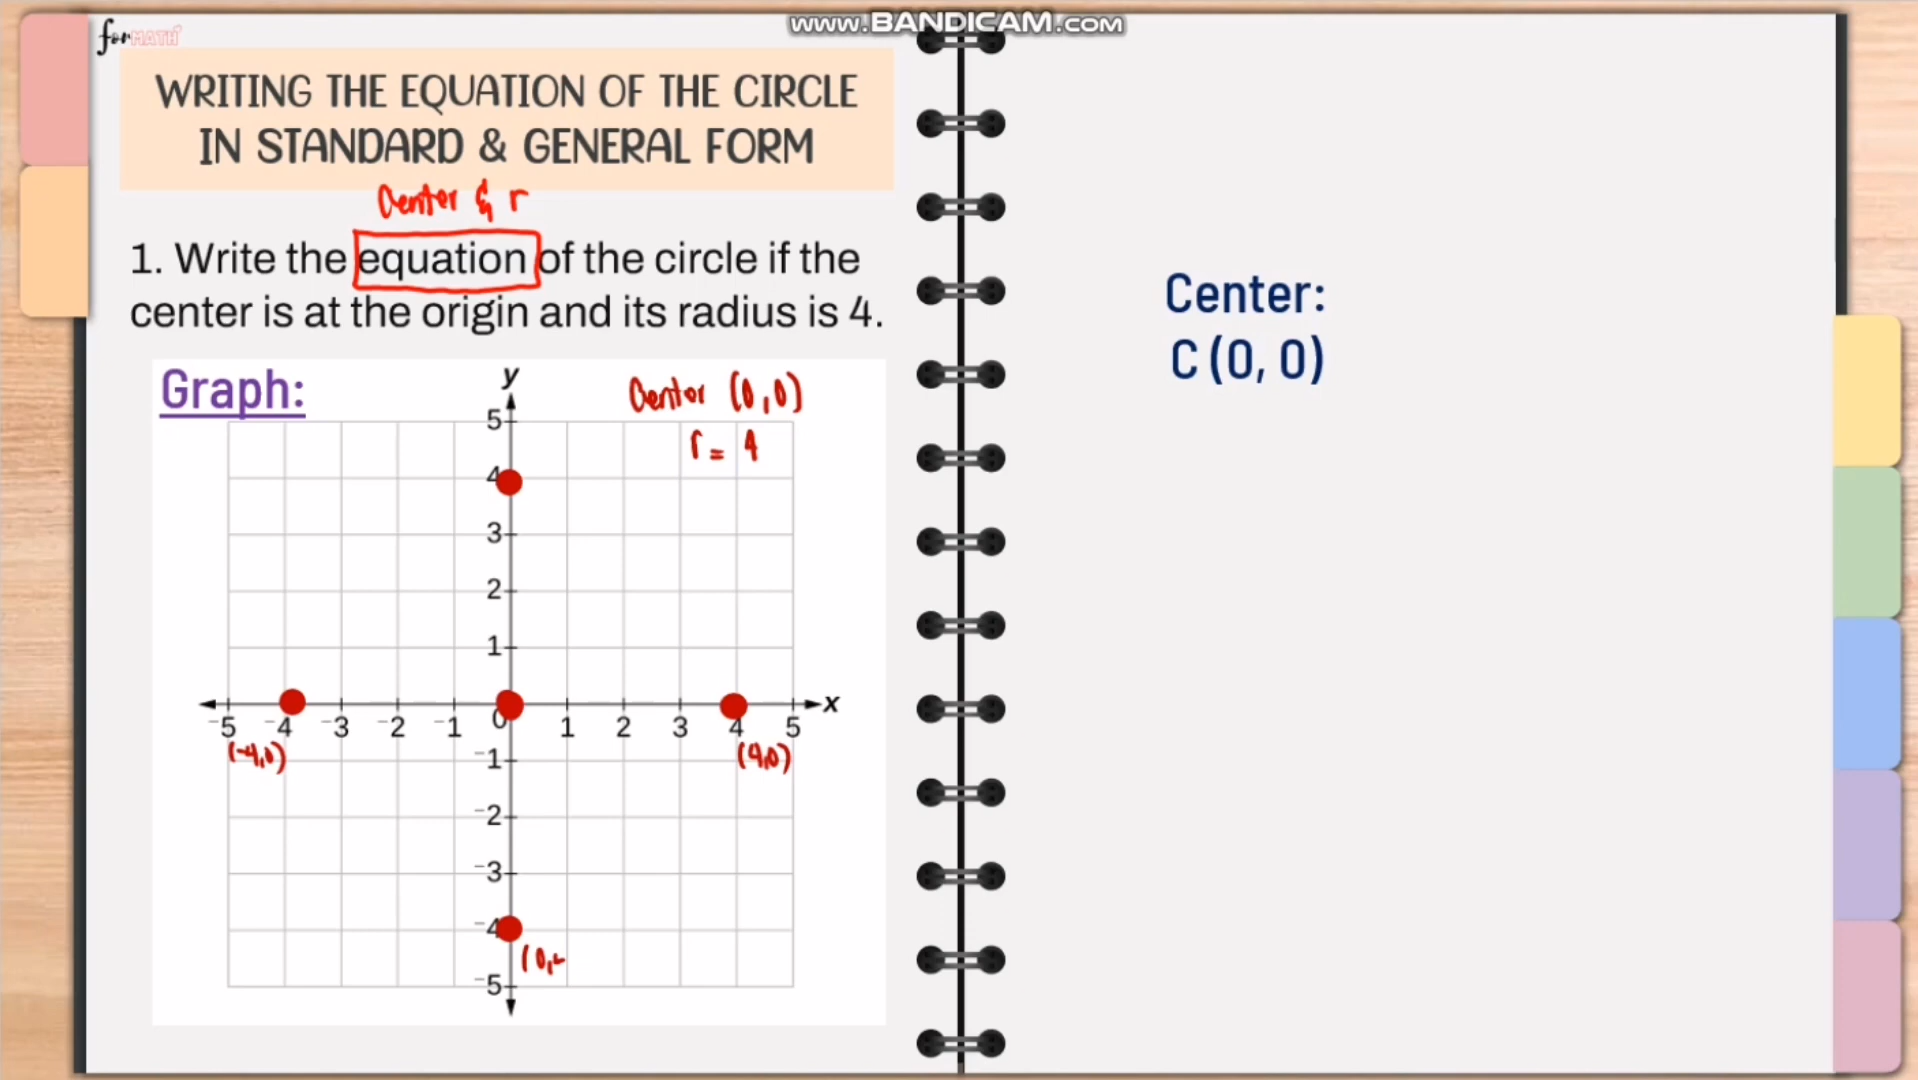 forMATH
www.BANDICAM.com
WRITING THE EQUATION OF THE CIRCLE
IN STANDARD & GENERAL FORM
Center & r
1. Write the equation of the circle if the
center is at the origin and its radius is 4.
Graph:
y
Center (0,0)
r = 4
5
4
3
2
1
-5 -4 -3 -2 -1 0 1 2 3 4 5 x
(-4,0) (4,0)
-1
-2
-3
-4
(0,-
-5
Center:
C (0, 0)